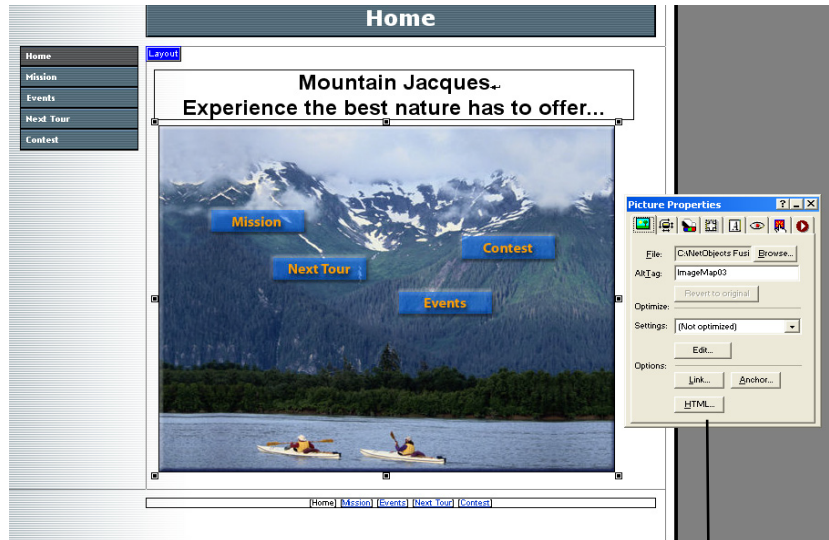 Home
Home
Mission
Events
Next Tour
Contest
Layout
Mountain Jacques
Experience the best nature has to offer...
Mission
Contest
Next Tour
Events
Picture Properties
File: C:\NetObjects Fusi Browse...
AltTag: ImageMap03
Revert to original
Optimize:
Settings: (Not optimized)
Edit...
Options:
Link... Anchor...
HTML...
[Home] [Mission] [Events] [Next Tour] [Contest]